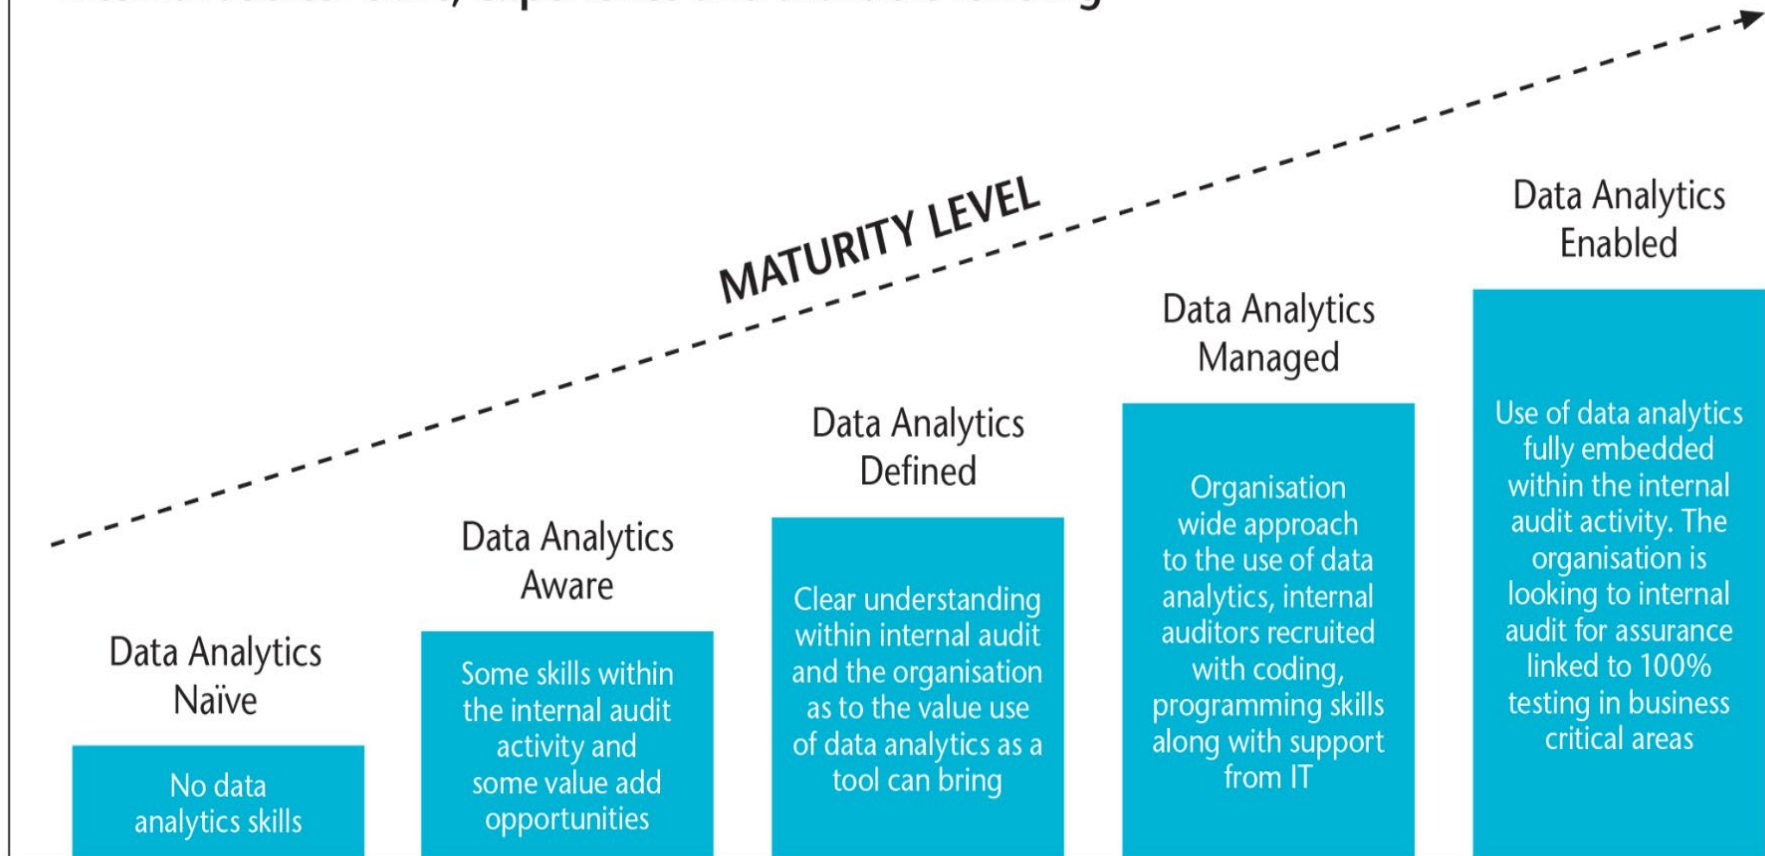 MATURITY LEVEL
Data Analytics
Naïve
No data
analytics skills
Data Analytics
Aware
Some skills within
the internal audit
activity and
some value add
opportunities
Data Analytics
Defined
Clear understanding
within internal audit
and the organisation
as to the value use
of data analytics as a
tool can bring
Data Analytics
Managed
Organisation
wide approach
to the use of data
analytics, internal
auditors recruited
with coding,
programming skills
along with support
from IT
Data Analytics
Enabled
Use of data analytics
fully embedded
within the internal
audit activity. The
organisation is
looking to internal
audit for assurance
linked to 100%
testing in business
critical areas